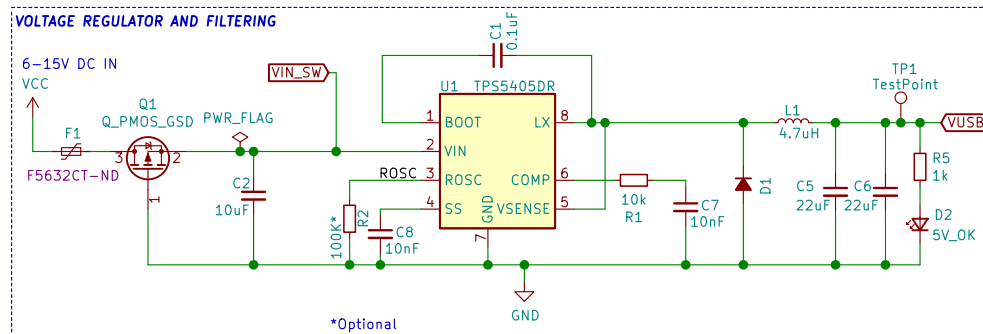 VOLTAGE REGULATOR AND FILTERING
6-15V DC IN
VCC
F1
F5632CT-ND
Q1
Q_PMOS_GSD
3
2
1
PWR_FLAG
VIN_SW
C2
10uF
C1
0.1uF
U1 TPS5405DR
1 BOOT
2 VIN
3 ROSC
4 SS
GND
7
LX 8
COMP 6
VSENSE 5
ROSC
R2
100K*
C8
10nF
10k
R1
C7
10nF
D1
L1
4.7uH
TP1
TestPoint
VUSB
C5
22uF
C6
22uF
R5
1k
D2
5V_OK
GND
*Optional